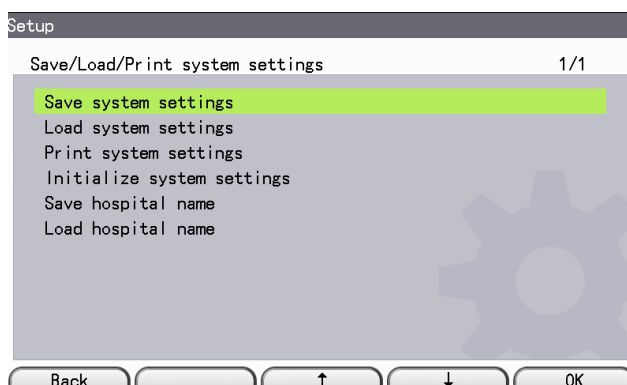 Setup
Save/Load/Print system settings 1/1
Save system settings
Load system settings
Print system settings
Initialize system settings
Save hospital name
Load hospital name
Back ↑ ↓ OK